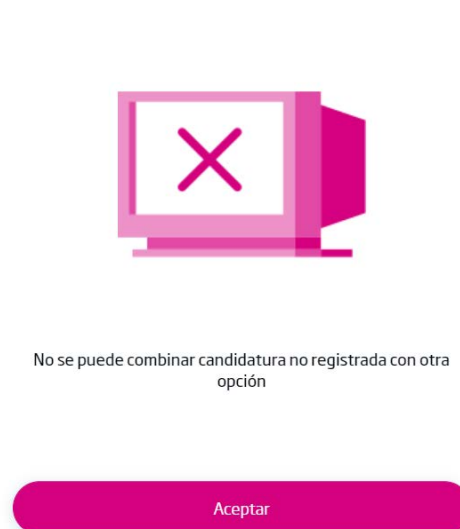 No se puede combinar candidatura no registrada con otra
opción
Aceptar